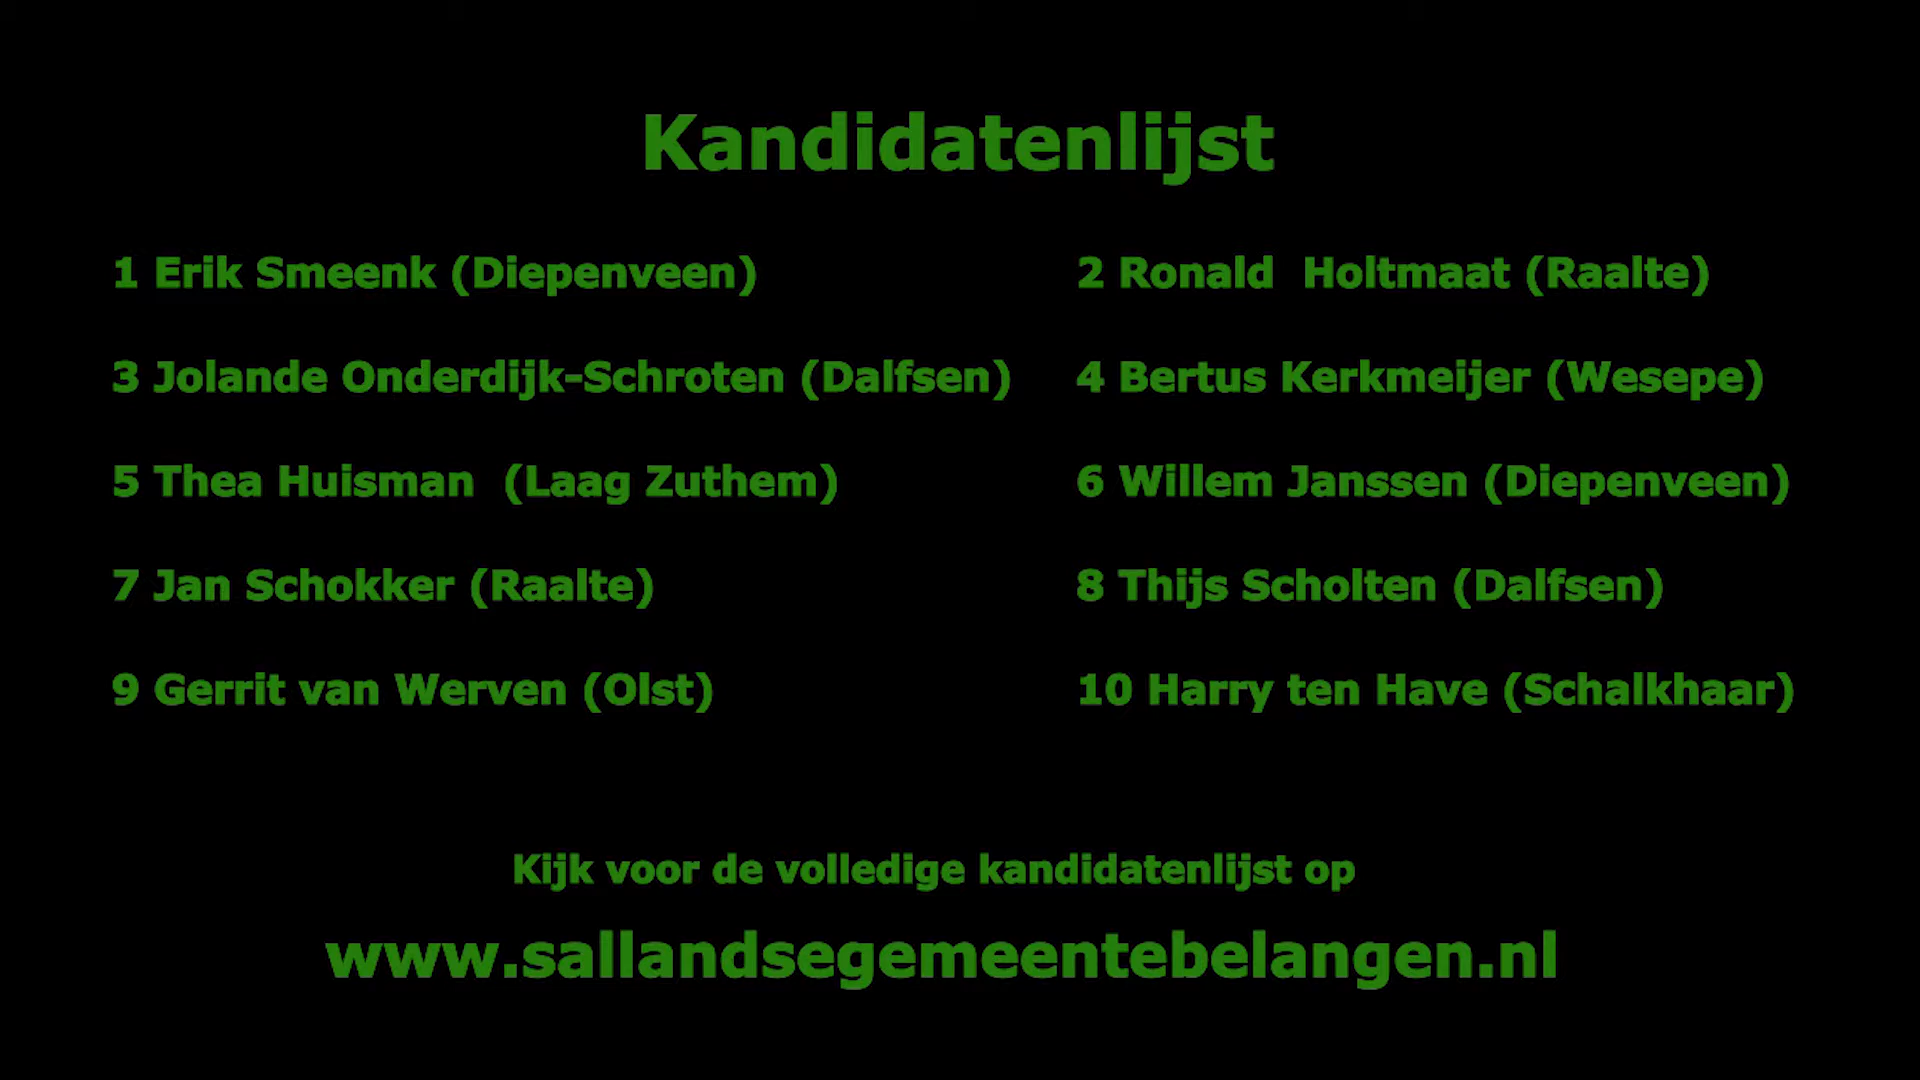 Kandidatenlijst
1 Erik Smeenk (Diepenveen)
2 Ronald  Holtmaat (Raalte)
3 Jolande Onderdijk-Schroten (Dalfsen)
4 Bertus Kerkmeijer (Wesepe)
5 Thea Huisman  (Laag Zuthem)
6 Willem Janssen (Diepenveen)
7 Jan Schokker (Raalte)
8 Thijs Scholten (Dalfsen)
9 Gerrit van Werven (Olst)
10 Harry ten Have (Schalkhaar)
Kijk voor de volledige kandidatenlijst op
www.sallandsegemeentebelangen.nl